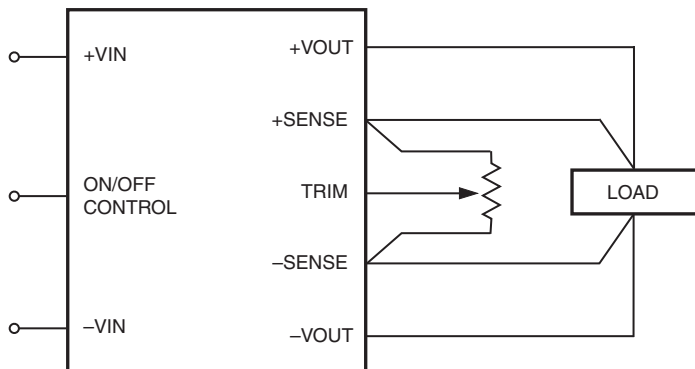 +VIN
ON/OFF
CONTROL
–VIN
+VOUT
+SENSE
TRIM
–SENSE
–VOUT
LOAD